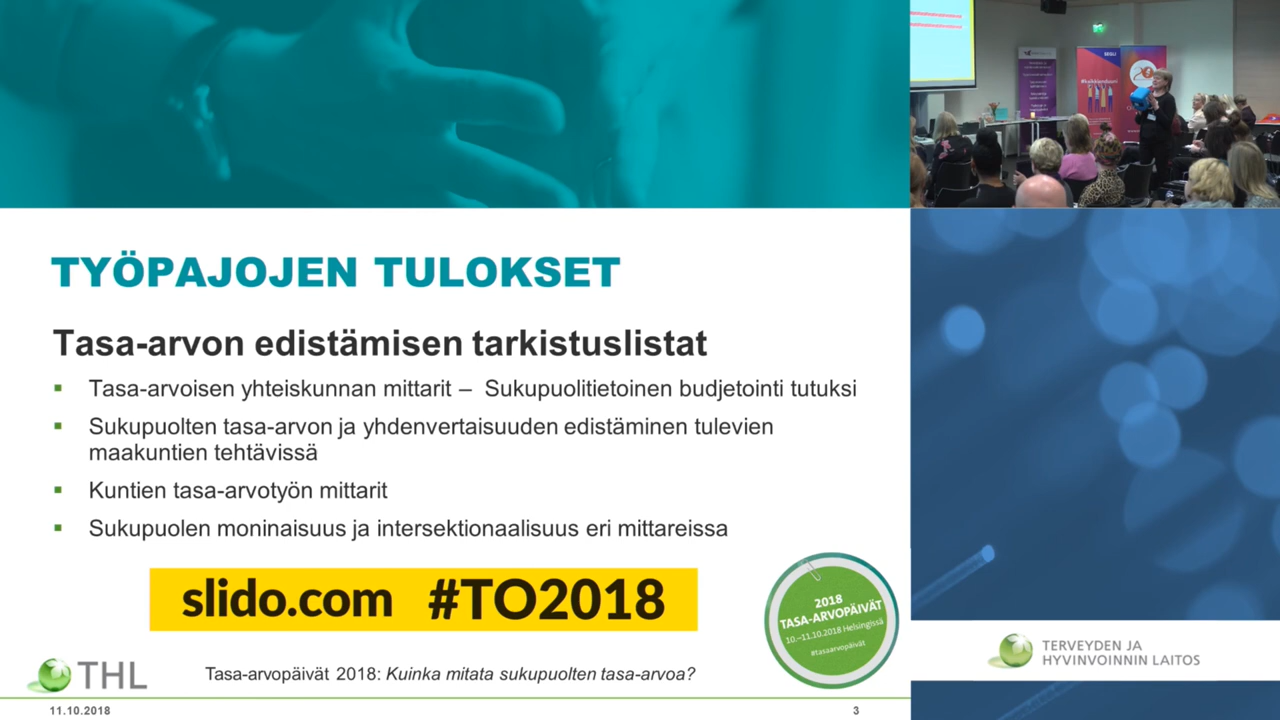 TYÖPAJOJEN TULOKSET
Tasa-arvon edistämisen tarkistuslistat
Tasa-arvoisen yhteiskunnan mittarit – Sukupuolitietoinen budjetointi tutuksi
Sukupuolten tasa-arvon ja yhdenvertaisuuden edistäminen tulevien
maakuntien tehtävissä
Kuntien tasa-arvotyön mittarit
Sukupuolen moninaisuus ja intersektionaalisuus eri mittareissa
slido.com #TO2018
2018
TASA-ARVOPÄIVÄT
10.–11.10.2018 Helsingissä
#tasaarvopäivät
THL
Tasa-arvopäivät 2018: Kuinka mitata sukupuolten tasa-arvoa?
11.10.2018
3
TERVEYDEN JA
HYVINVOINNIN LAITOS